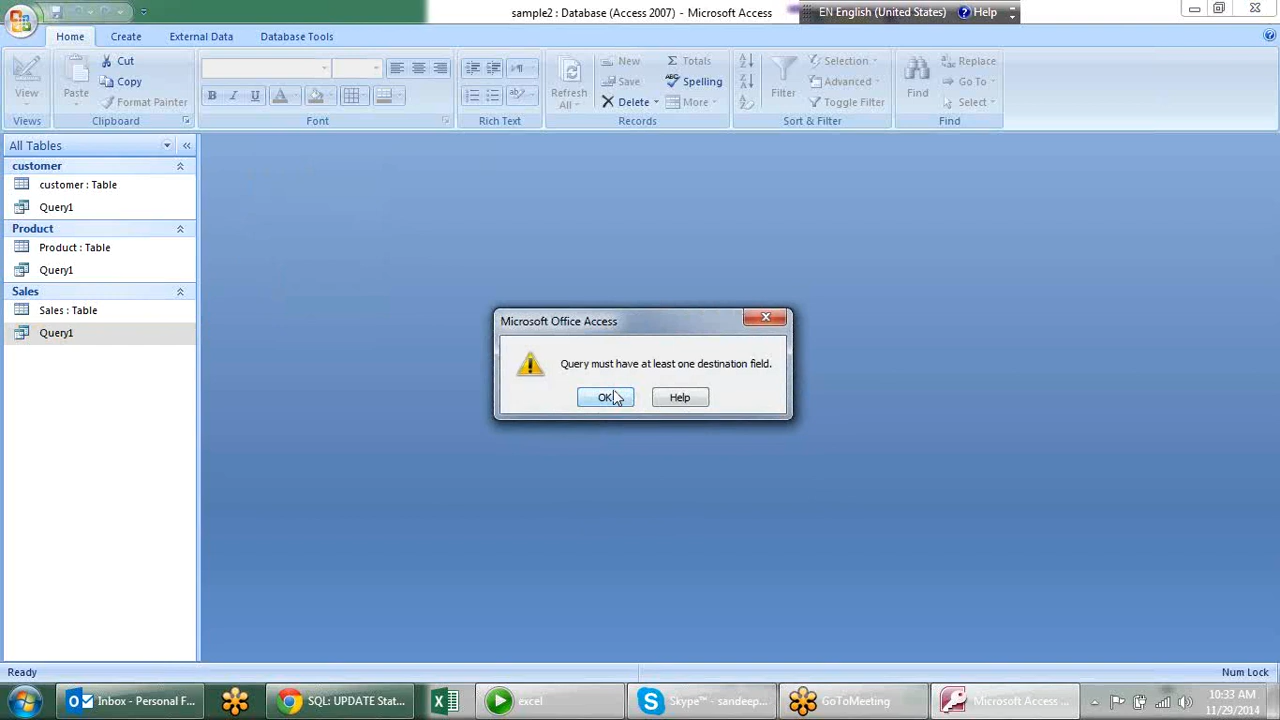 sample2 : Database (Access 2007) - Microsoft Access
EN English (United States) Help
Home Create External Data Database Tools
View
Views
Paste
Cut
Copy
Format Painter
Clipboard
B I U
A
Font
Rich Text
Refresh
All
New
Save
Delete
Totals
Spelling
More
Records
Filter
Selection
Advanced
Toggle Filter
Sort & Filter
Find
Replace
Go To
Select
Find
All Tables
customer
customer : Table
Query1
Product
Product : Table
Query1
Sales
Sales : Table
Query1
Microsoft Office Access
Query must have at least one destination field.
OK Help
Ready Num Lock
Inbox - Personal F...
SQL: UPDATE Stat...
excel
Skype™ - sandeep...
GoToMeeting
Microsoft Access ...
10:33 AM
11/29/2014